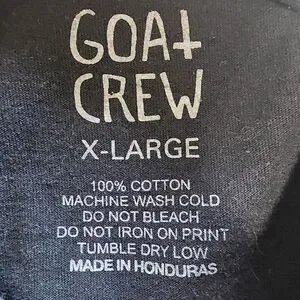 GOAT
CREW
X-LARGE
100% COTTON
MACHINE WASH COLD
DO NOT BLEACH
DO NOT IRON ON PRINT
TUMBLE DRY LOW
MADE IN HONDURAS